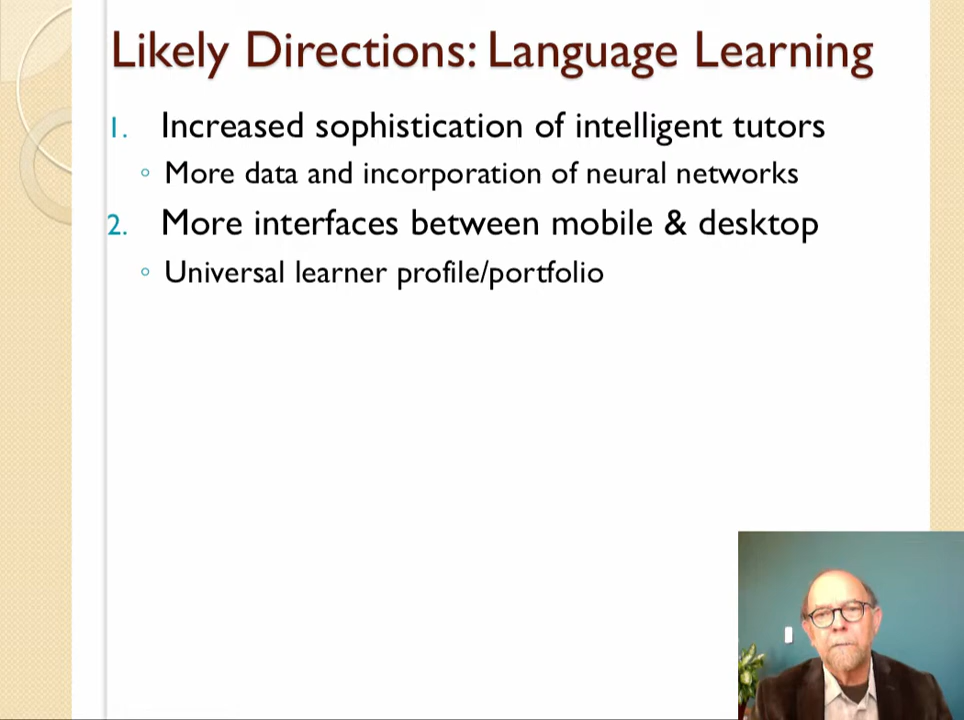 Likely Directions: Language Learning
1. Increased sophistication of intelligent tutors
◦ More data and incorporation of neural networks
2. More interfaces between mobile & desktop
◦ Universal learner profile/portfolio